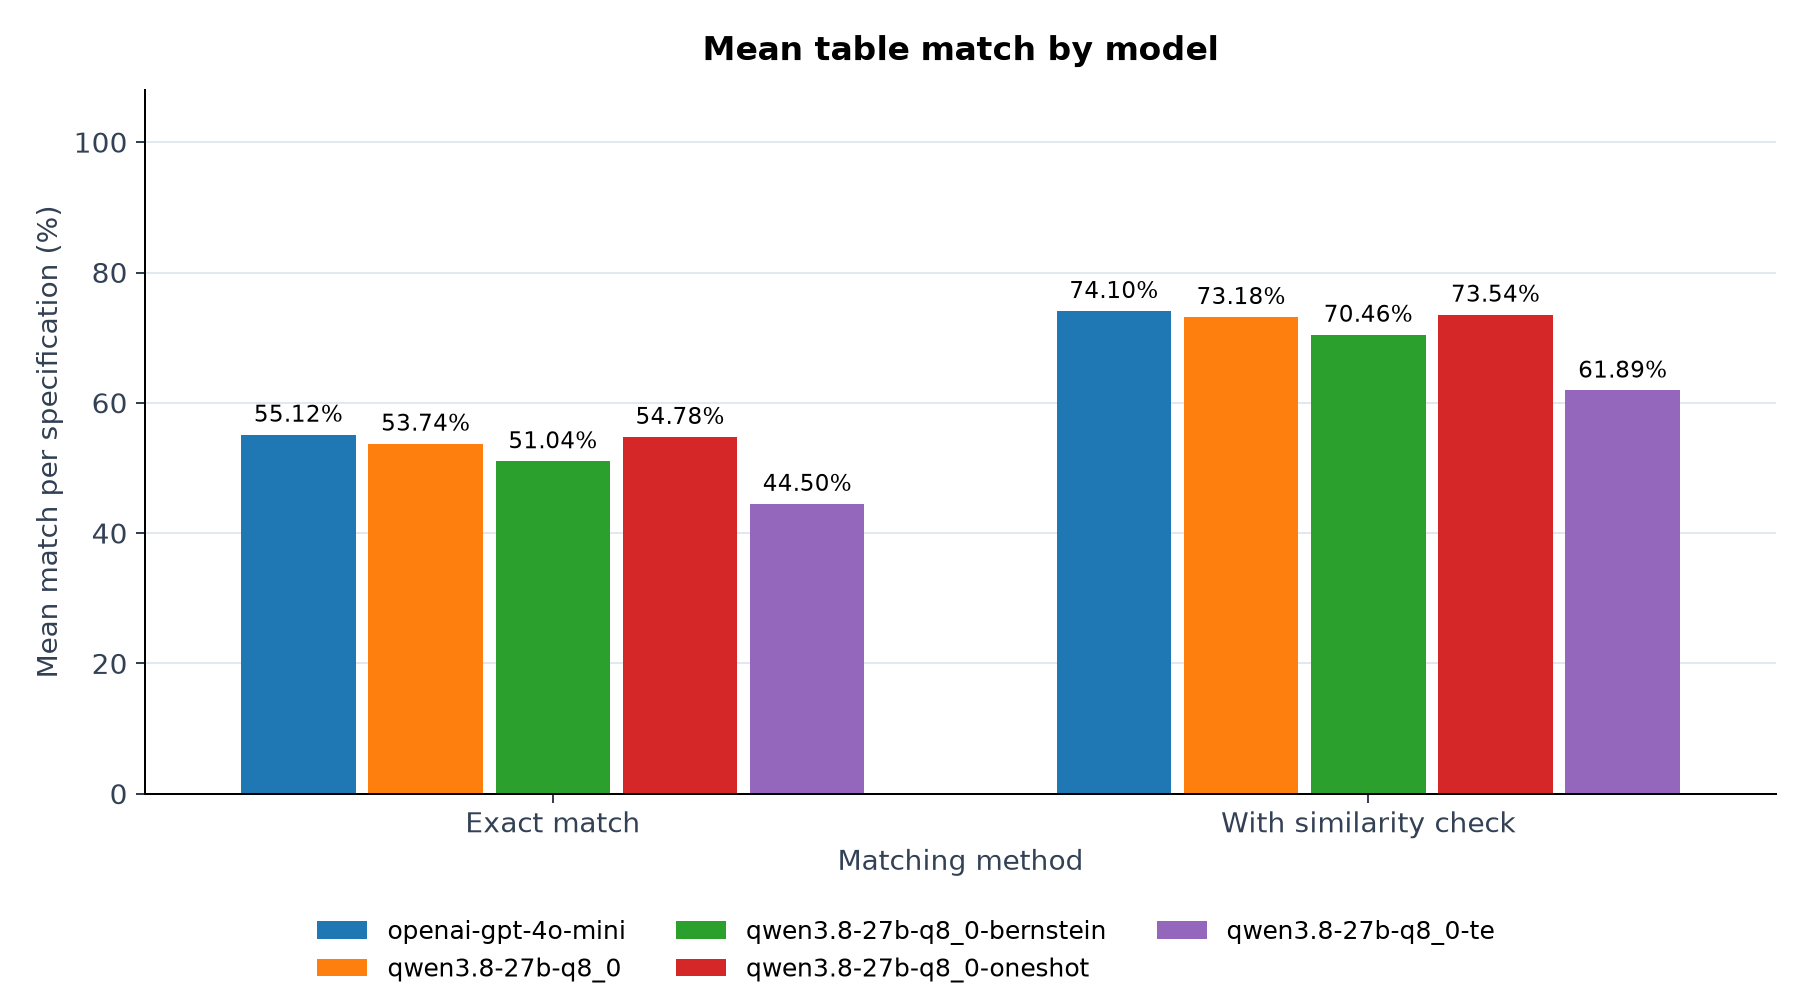 Mean table match by model
Mean match per specification (%)
100
80
60
40
20
0
55.12%
53.74%
51.04%
54.78%
44.50%
74.10%
73.18%
70.46%
73.54%
61.89%
Exact match
With similarity check
Matching method
openai-gpt-4o-mini
qwen3.8-27b-q8_0
qwen3.8-27b-q8_0-bernstein
qwen3.8-27b-q8_0-oneshot
qwen3.8-27b-q8_0-te